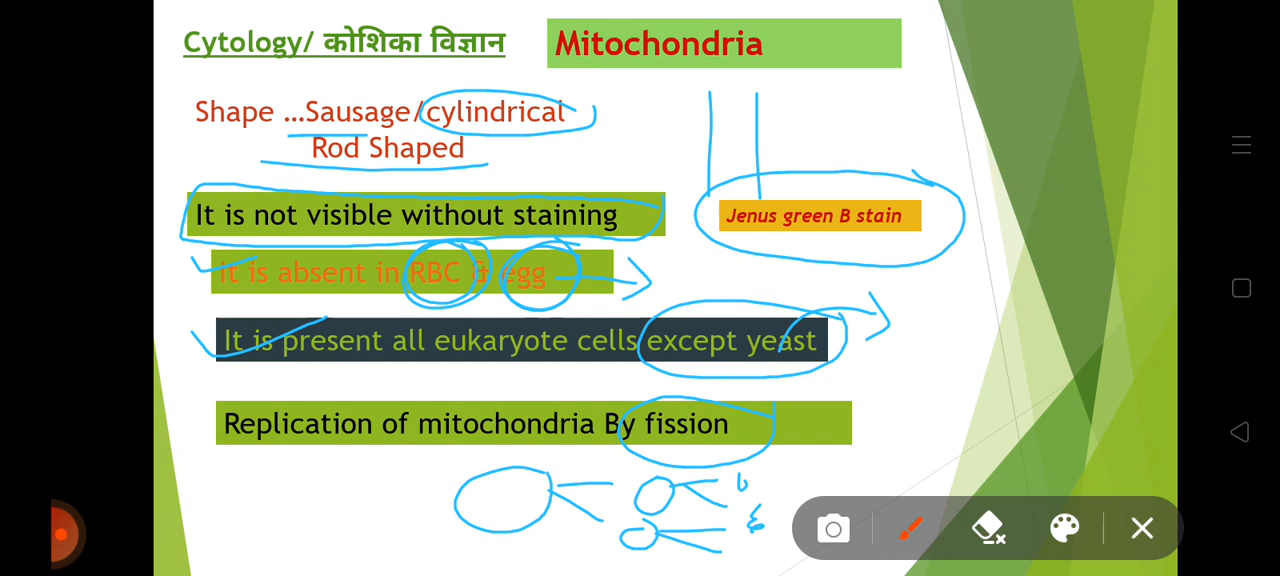 Cytology/ कोशिका विज्ञान
Mitochondria
Shape ...Sausage/cylindrical
Rod Shaped
It is not visible without staining
Jenus green B stain
It is absent in RBC & egg
It is present all eukaryote cells except yeast
Replication of mitochondria By fission